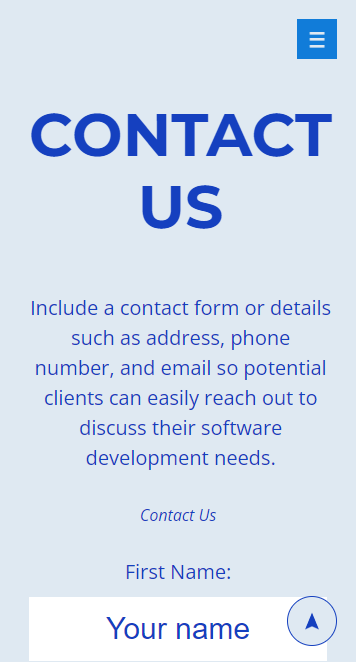 CONTACT
US
Include a contact form or details
such as address, phone
number, and email so potential
clients can easily reach out to
discuss their software
development needs.
Contact Us
First Name:
Your name